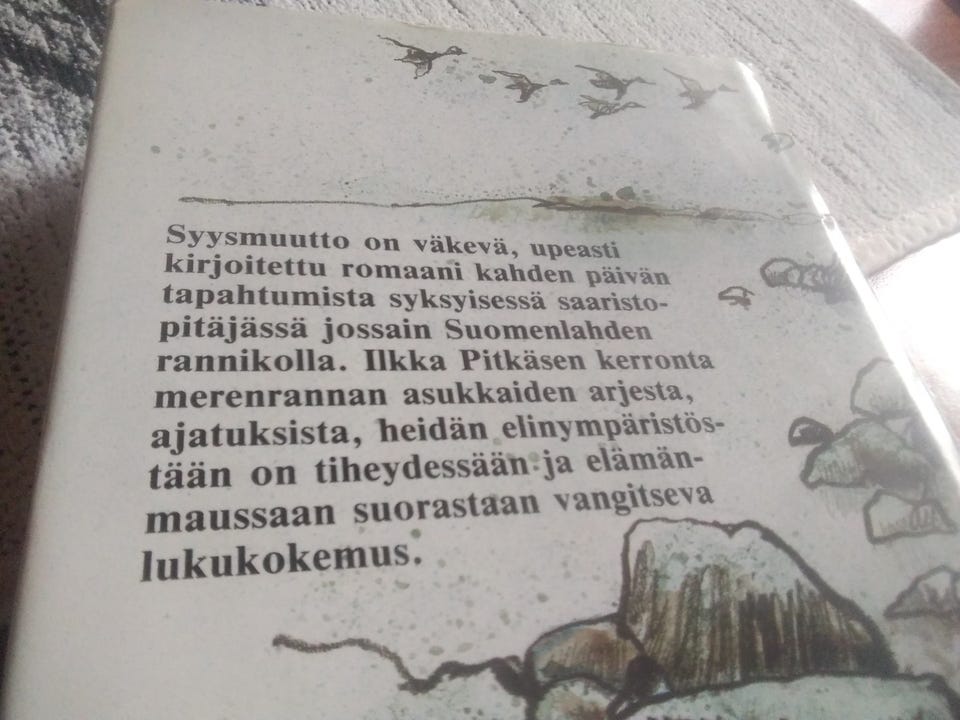 Syysmuutto on väkevä, upeasti
kirjoitettu romaani kahden päivän
tapahtumista syksyisessä saaristo-
pitäjässä jossain Suomenlahden
rannikolla. Ilkka Pitkäsen kerronta
merenrannan asukkaiden arjesta,
ajatuksista, heidän elinympäristös-
tään on tiheydessään ja elämän-
maussaan suorastaan vangitseva
lukukokemus.